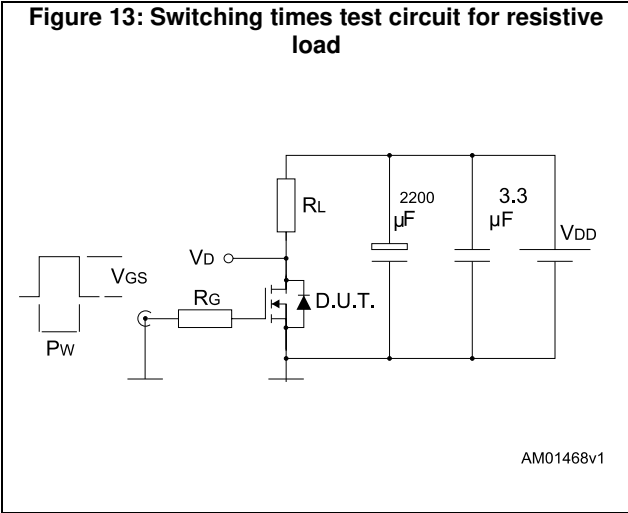 Figure 13: Switching times test circuit for resistive
load
2200
μF
3.3
μF
RL
VDD
VD
VGS
RG
D.U.T.
PW
AM01468v1